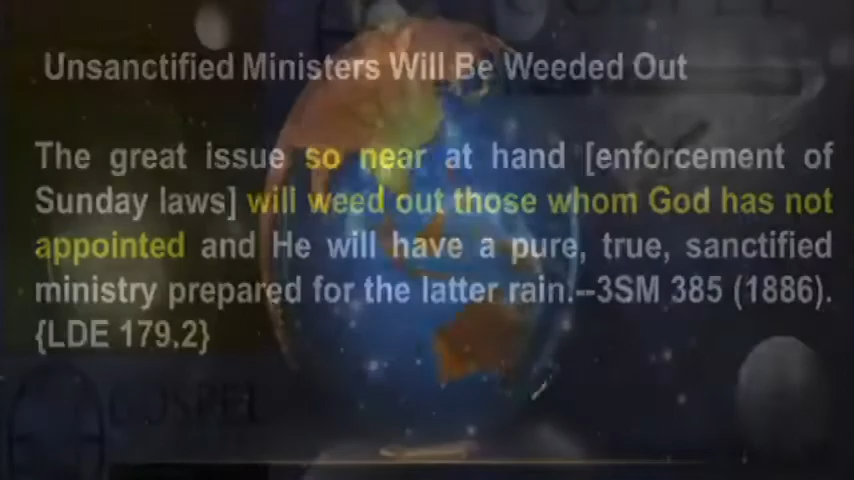 GOSPEL
Unsanctified Ministers Will Be Weeded Out
The great issue so near at hand [enforcement of
Sunday laws] will weed out those whom God has not
appointed and He will have a pure, true, sanctified
ministry prepared for the latter rain.--3SM 385 (1886).
{LDE 179.2}
GOSPEL